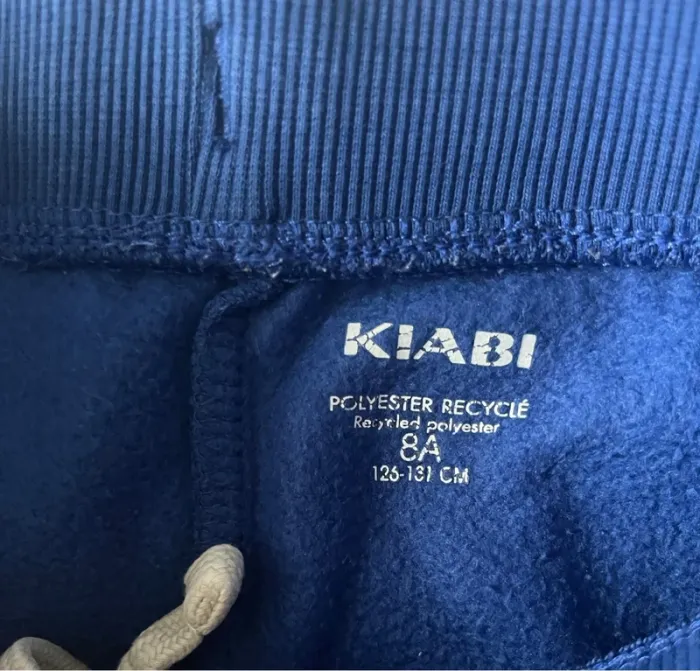 KIABI
POLYESTER RECYCLÉ
Recycled polyester
8A
126-131 CM